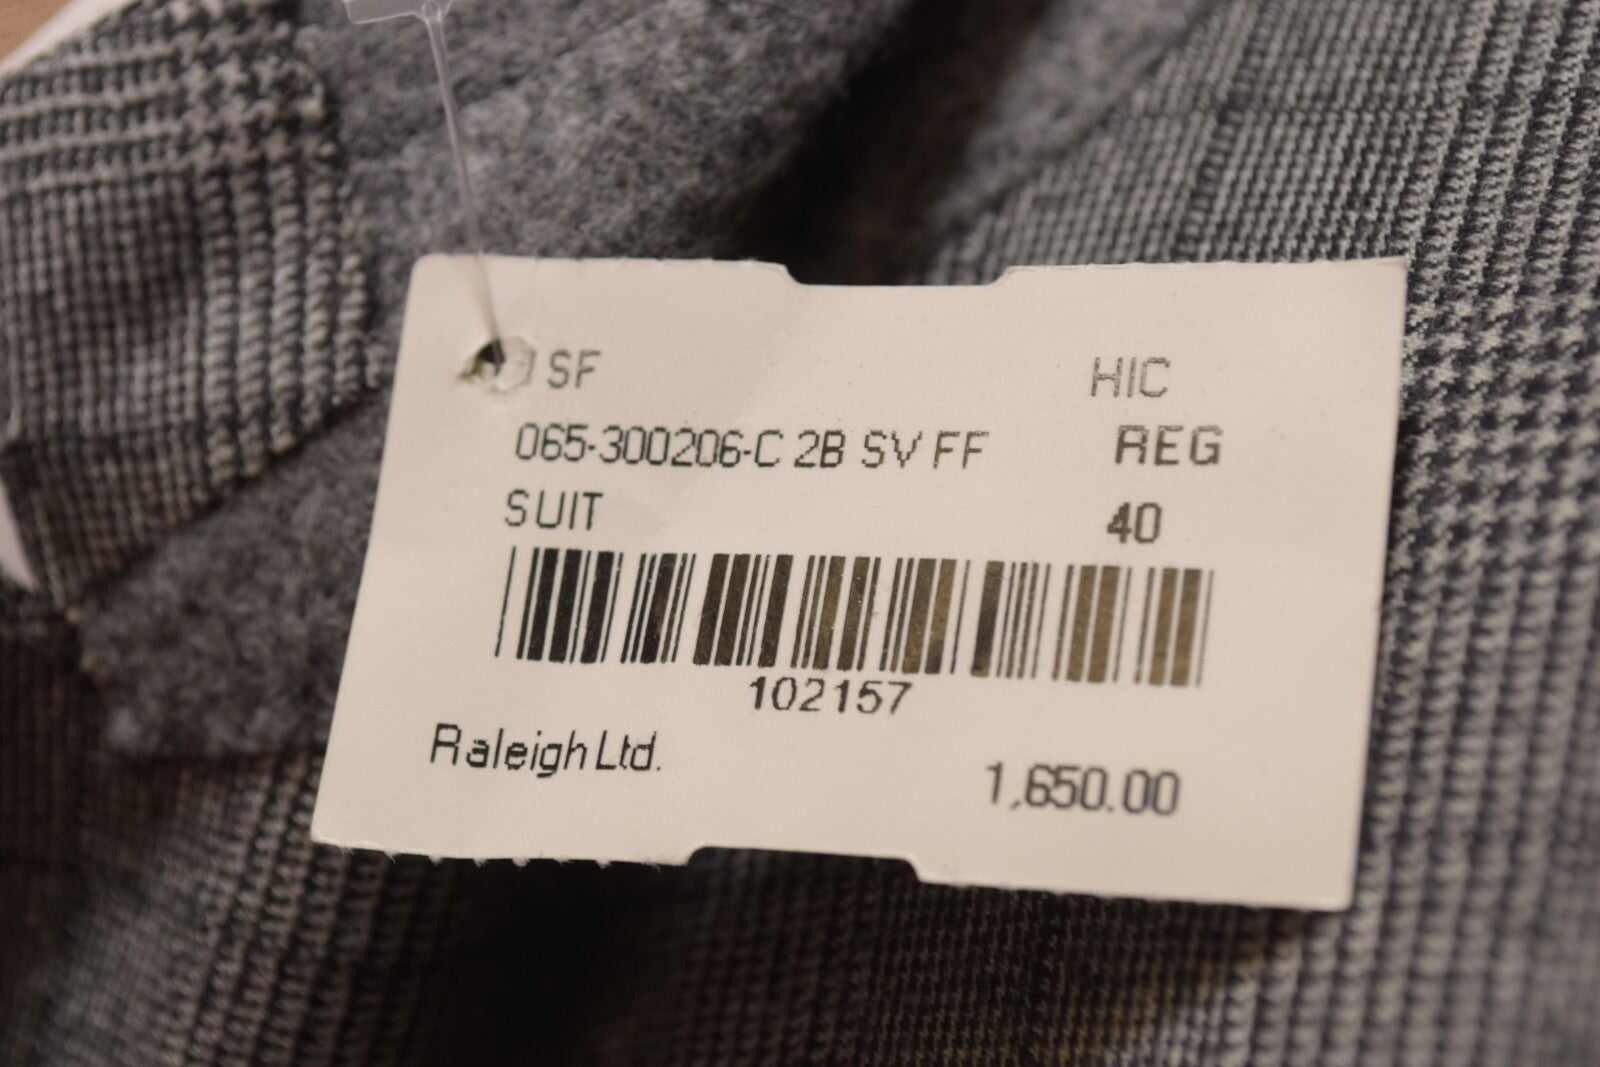 SF HIC
065-300206-C 2B SV FF REG
SUIT 40
102157
Raleigh Ltd. 1,650.00